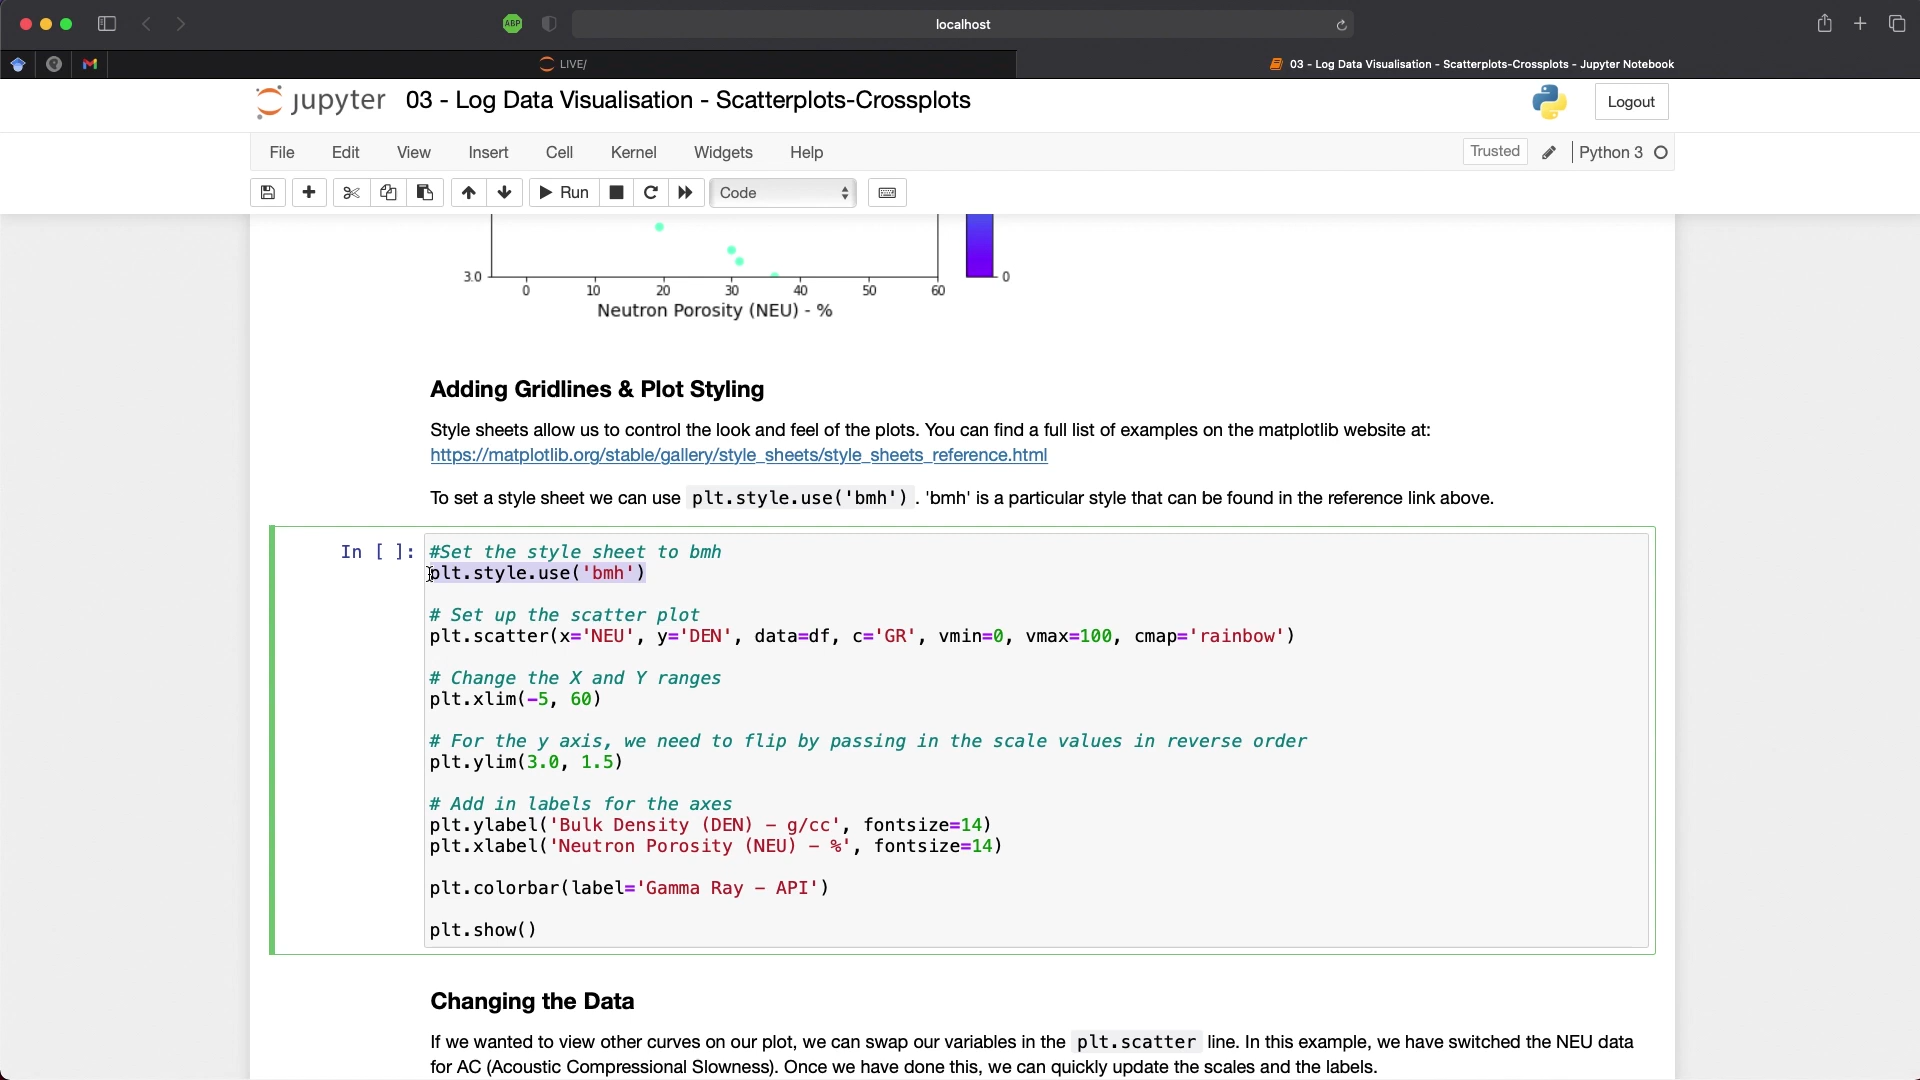 ABP
localhost
LIVE/
03 - Log Data Visualisation - Scatterplots-Crossplots - Jupyter Notebook
jupyter 03 - Log Data Visualisation - Scatterplots-Crossplots
Logout
File Edit View Insert Cell Kernel Widgets Help
Trusted
Python 3
Run
Code
3.0
0
0 10 20 30 40 50 60
Neutron Porosity (NEU) - %
Adding Gridlines & Plot Styling
Style sheets allow us to control the look and feel of the plots. You can find a full list of examples on the matplotlib website at:
https://matplotlib.org/stable/gallery/style_sheets/style_sheets_reference.html
To set a style sheet we can use plt.style.use('bmh') . 'bmh' is a particular style that can be found in the reference link above.
In [ ]:
#Set the style sheet to bmh
plt.style.use('bmh')
# Set up the scatter plot
plt.scatter(x='NEU', y='DEN', data=df, c='GR', vmin=0, vmax=100, cmap='rainbow')
# Change the X and Y ranges
plt.xlim(-5, 60)
# For the y axis, we need to flip by passing in the scale values in reverse order
plt.ylim(3.0, 1.5)
# Add in labels for the axes
plt.ylabel('Bulk Density (DEN) - g/cc', fontsize=14)
plt.xlabel('Neutron Porosity (NEU) - %', fontsize=14)
plt.colorbar(label='Gamma Ray - API')
plt.show()
Changing the Data
If we wanted to view other curves on our plot, we can swap our variables in the plt.scatter line. In this example, we have switched the NEU data
for AC (Acoustic Compressional Slowness). Once we have done this, we can quickly update the scales and the labels.